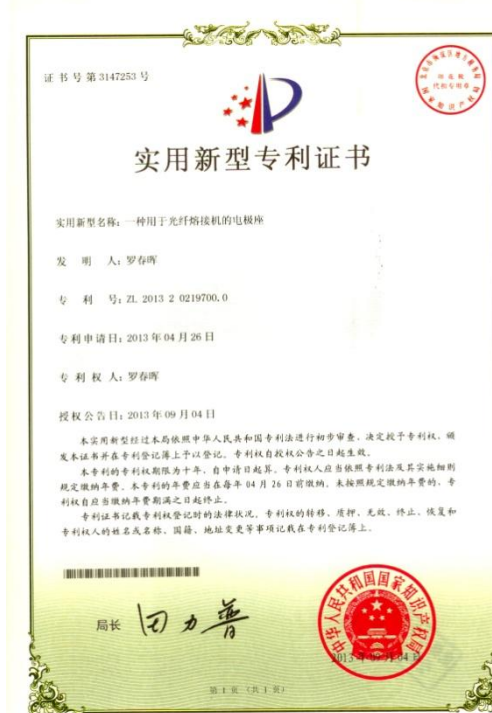 证书号第3147253号
实用新型专利证书
实用新型名称：一种用于光纤熔接机的电极座
发明人：罗春晖
专利号：ZL 2013 2 0219700.0
专利申请日：2013年04月26日
专利权人：罗春晖
授权公告日：2013年09月04日
本实用新型经过本局依照中华人民共和国专利法进行初步审查，决定授予专利权，颁
发本证书并在专利登记簿上予以登记。专利权自授权公告之日起生效。
本专利的专利权期限为十年，自申请日起算。专利权人应当依照专利法及其实施细则
规定缴纳年费。本专利的年费应当在每年04月26日前缴纳。未按照规定缴纳年费的，专
利权自应当缴纳年费期满之日起终止。
专利证书记载专利权登记时的法律状况。专利权的转移、质押、无效、终止、恢复和
专利权人的姓名或名称、国籍、地址变更等事项记载在专利登记簿上。
局长
田力普
中华人民共和国国家知识产权局
2013年09月04日
第1页（共1页）